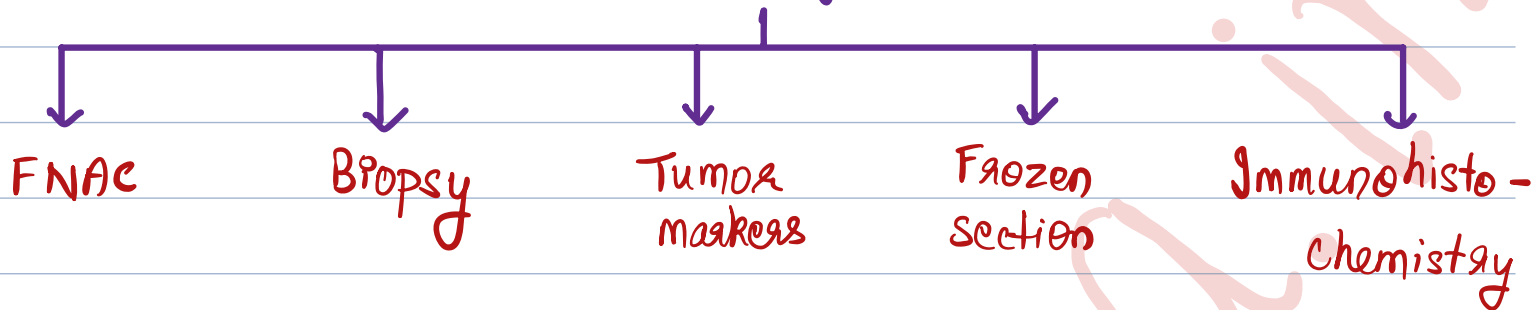 FNAC Biopsy Tumor Frozen Immunohisto-
markers section chemistry